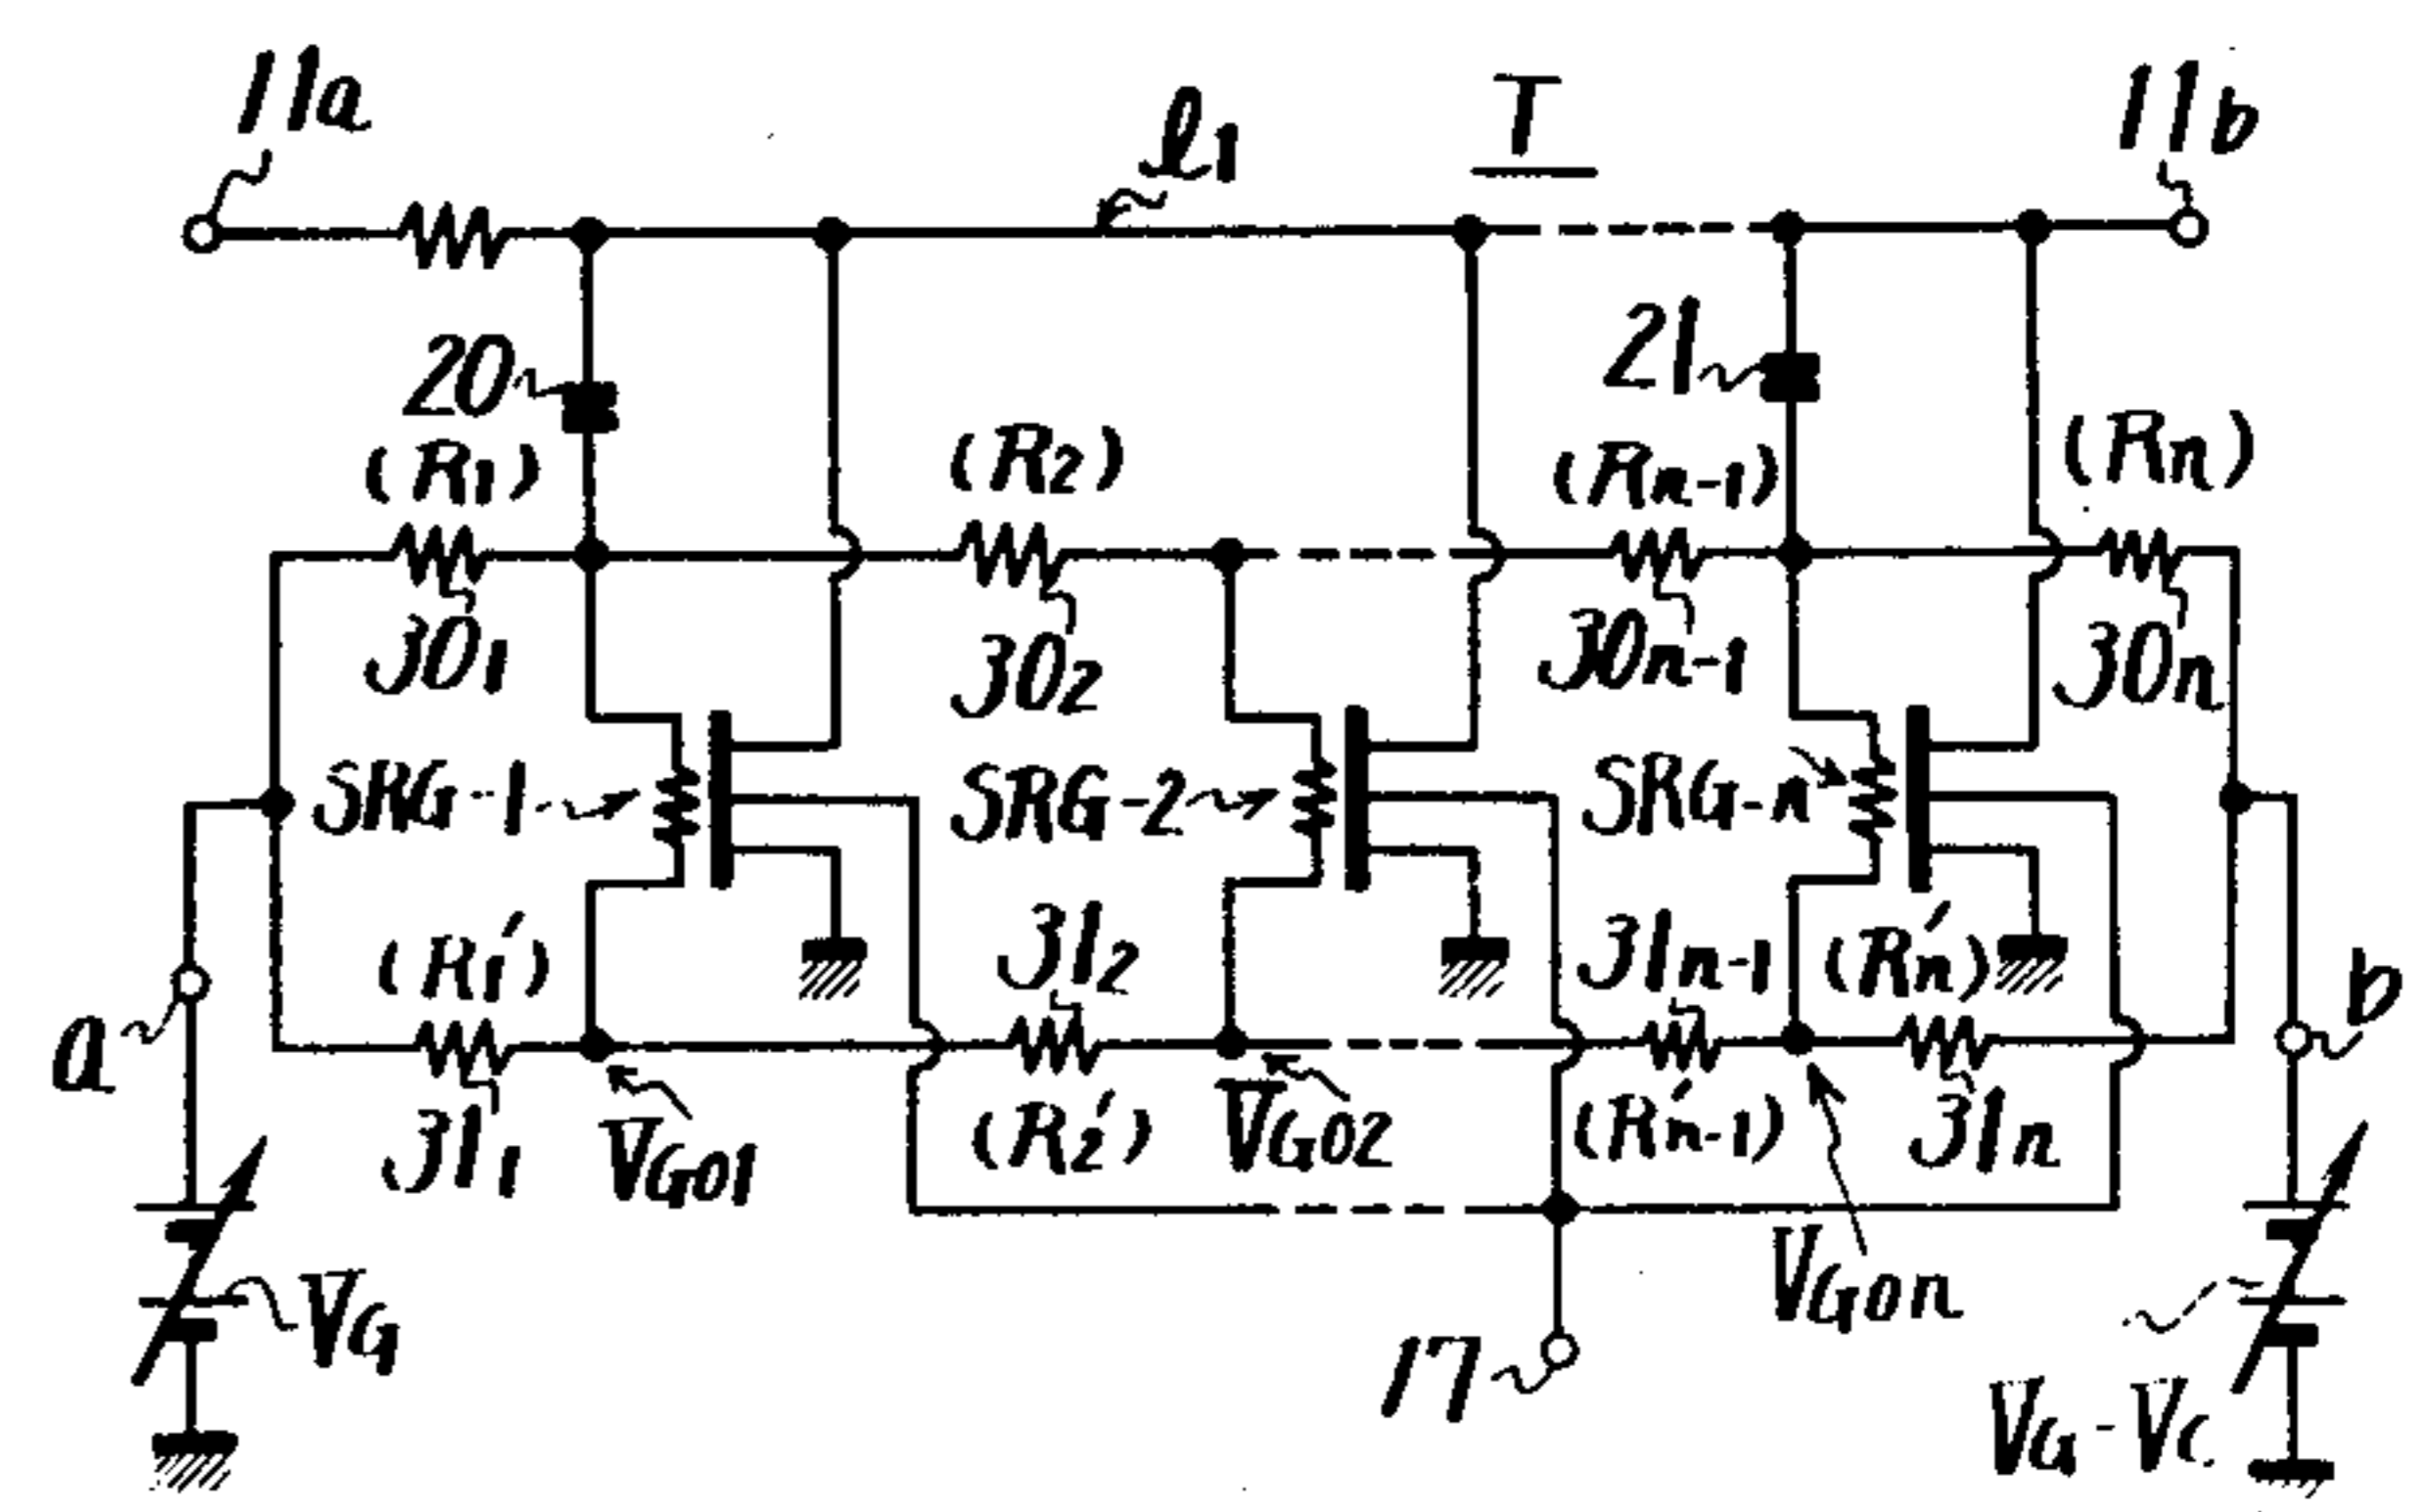 11a
l1
T
11b
20
21
(R1)
(R2)
(Rn-1)
(Rn)
301
302
30n-1
30n
SRG-1
SRG-2
SRG-n
(R1')
312
31n-1
(Rn')
a
b
311
VG01
(R2')
VG02
(Rn-1')
31n
VG
VG0n
17
VG-VC